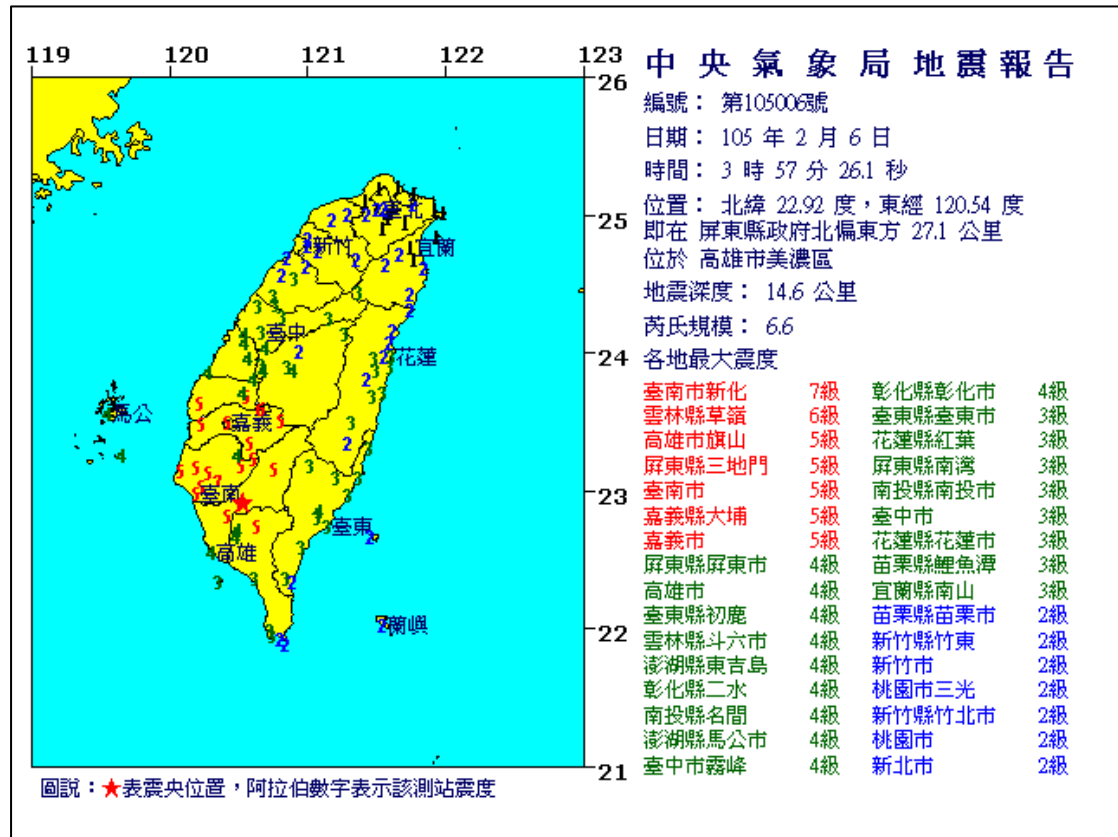 119 120 121 122 123
26
25
24
23
22
21
臺北
新竹
宜蘭
臺中
花蓮
馬公
嘉義
臺南
臺東
高雄
蘭嶼
圖說：★表震央位置，阿拉伯數字表示該測站震度
中央氣象局地震報告
編號： 第105006號
日期： 105 年 2 月 6 日
時間： 3 時 57 分 26.1 秒
位置： 北緯 22.92 度，東經 120.54 度
即在 屏東縣政府北偏東方 27.1 公里
位於 高雄市美濃區
地震深度： 14.6 公里
芮氏規模： 6.6
各地最大震度
臺南市新化 7級 彰化縣彰化市 4級
雲林縣草嶺 6級 臺東縣臺東市 3級
高雄市旗山 5級 花蓮縣紅葉 3級
屏東縣三地門 5級 屏東縣南灣 3級
臺南市 5級 南投縣南投市 3級
嘉義縣大埔 5級 臺中市 3級
嘉義市 5級 花蓮縣花蓮市 3級
屏東縣屏東市 4級 苗栗縣鯉魚潭 3級
高雄市 4級 宜蘭縣南山 3級
臺東縣初鹿 4級 苗栗縣苗栗市 2級
雲林縣斗六市 4級 新竹縣竹東 2級
澎湖縣東吉島 4級 新竹市 2級
彰化縣二水 4級 桃園市三光 2級
南投縣名間 4級 新竹縣竹北市 2級
澎湖縣馬公市 4級 桃園市 2級
臺中市霧峰 4級 新北市 2級